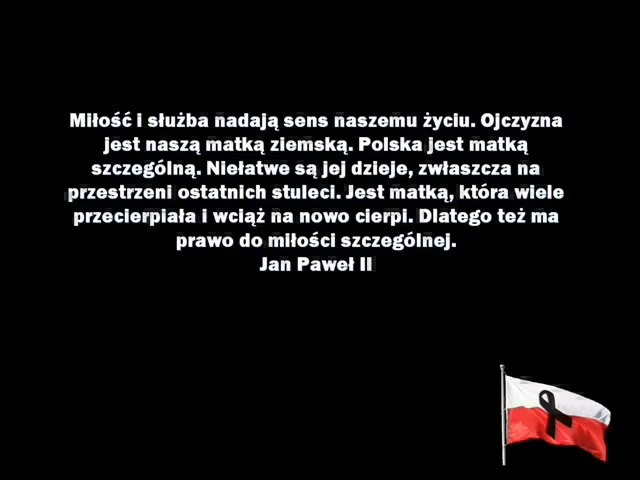 Miłość i służba nadają sens naszemu życiu. Ojczyzna
jest naszą matką ziemską. Polska jest matką
szczególną. Niełatwe są jej dzieje, zwłaszcza na
przestrzeni ostatnich stuleci. Jest matką, która wiele
przecierpiała i wciąż na nowo cierpi. Dlatego też ma
prawo do miłości szczególnej.
Jan Paweł II